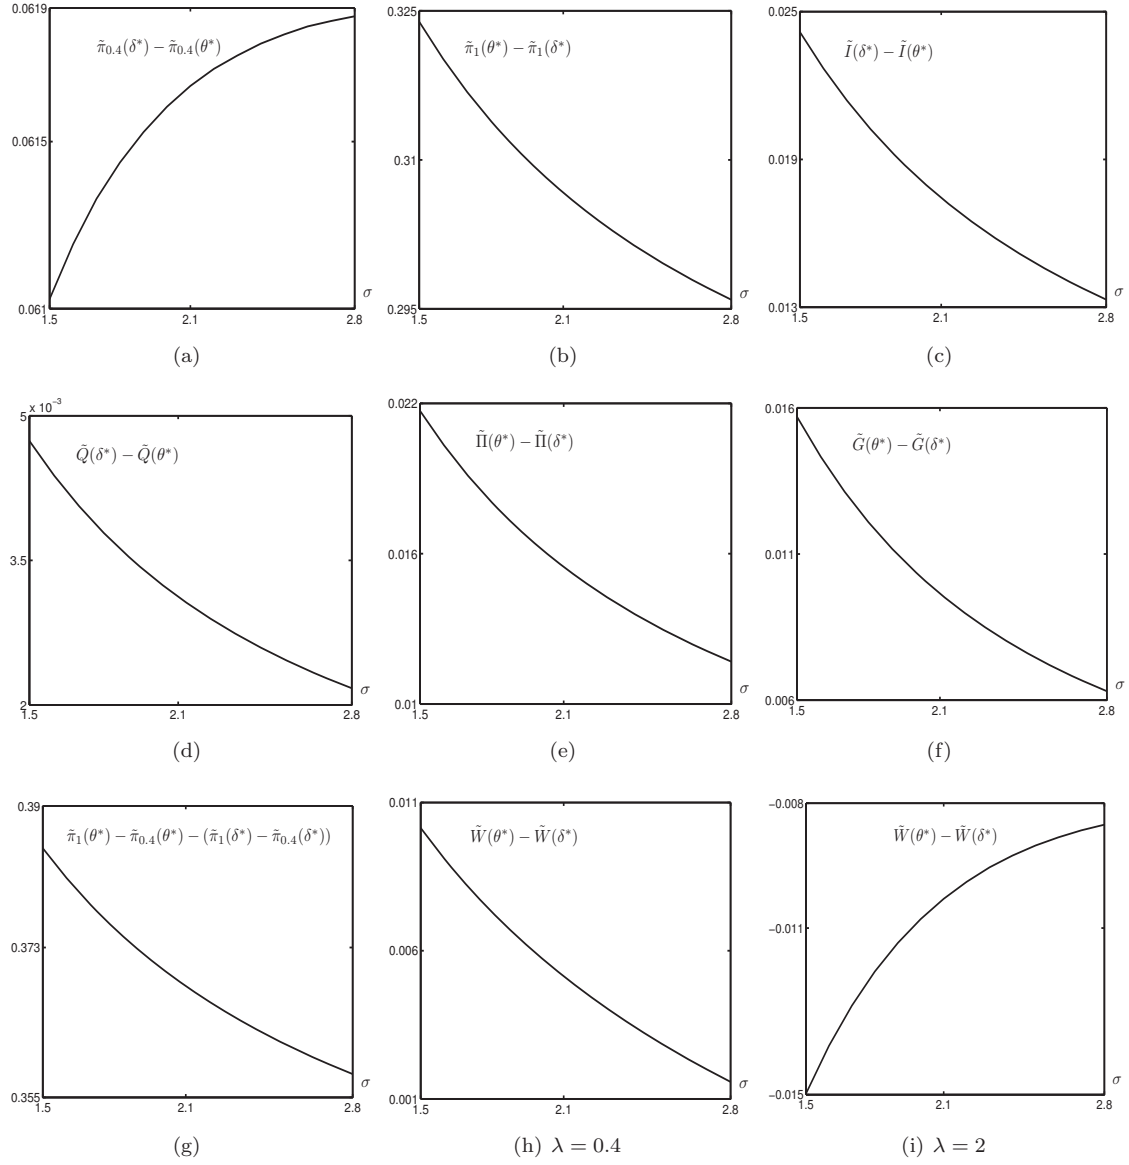 0.0619
π̃₀.₄(δ*) − π̃₀.₄(θ*)
0.0615
0.061
σ
1.5 2.1 2.8
(a)
0.325
π̃₁(θ*) − π̃₁(δ*)
0.31
0.295
σ
1.5 2.1 2.8
(b)
0.025
Ĩ(δ*) − Ĩ(θ*)
0.019
0.013
σ
1.5 2.1 2.8
(c)
x 10⁻³
5
Q̃(δ*) − Q̃(θ*)
3.5
2
σ
1.5 2.1 2.8
(d)
0.022
Π̃(θ*) − Π̃(δ*)
0.016
0.01
σ
1.5 2.1 2.8
(e)
0.016
G̃(θ*) − G̃(δ*)
0.011
0.006
σ
1.5 2.1 2.8
(f)
0.39
π̃₁(θ*) − π̃₀.₄(θ*) − (π̃₁(δ*) − π̃₀.₄(δ*))
0.373
0.355
σ
1.5 2.1 2.8
(g)
0.011
W̃(θ*) − W̃(δ*)
0.006
0.001
σ
1.5 2.1 2.8
(h) λ = 0.4
−0.008
W̃(θ*) − W̃(δ*)
−0.011
−0.015
σ
1.5 2.1 2.8
(i) λ = 2